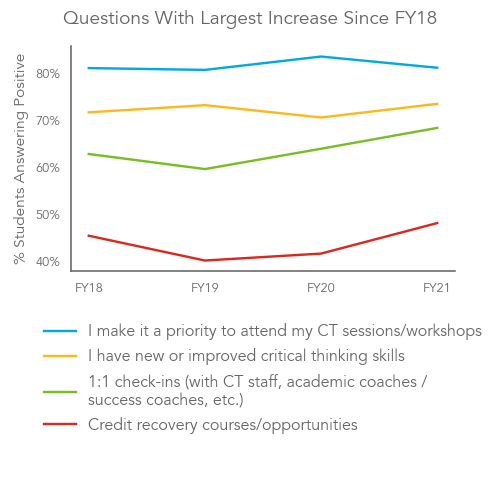 Questions With Largest Increase Since FY18
% Students Answering Positive
80%
70%
60%
50%
40%
FY18
FY19
FY20
FY21
I make it a priority to attend my CT sessions/workshops
I have new or improved critical thinking skills
1:1 check-ins (with CT staff, academic coaches /
success coaches, etc.)
Credit recovery courses/opportunities